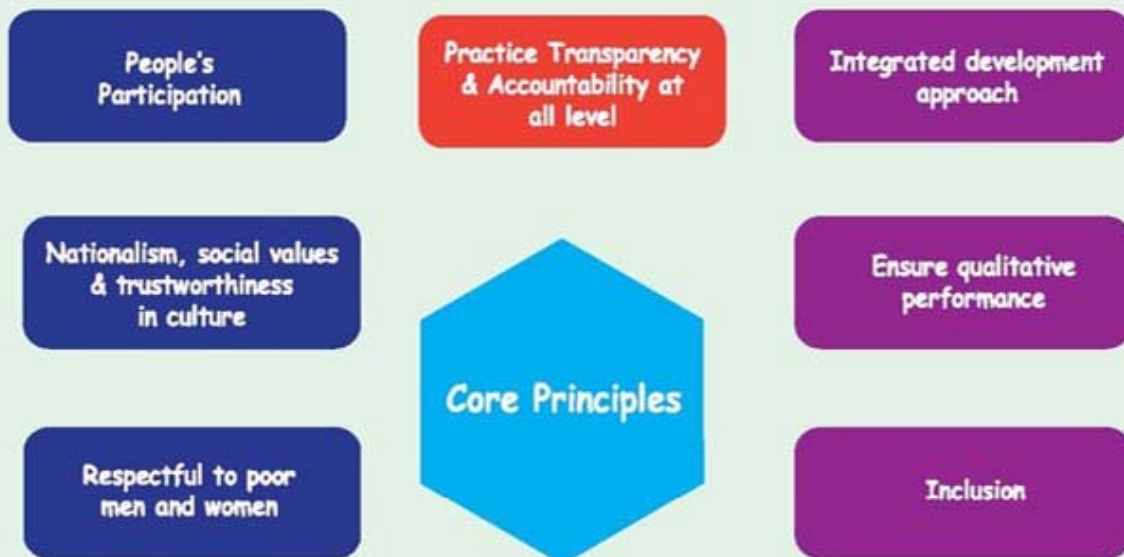 People's
Participation
Practice Transparency
& Accountability at
all level
Integrated development
approach
Nationalism, social values
& trustworthiness
in culture
Ensure qualitative
performance
Core Principles
Respectful to poor
men and women
Inclusion